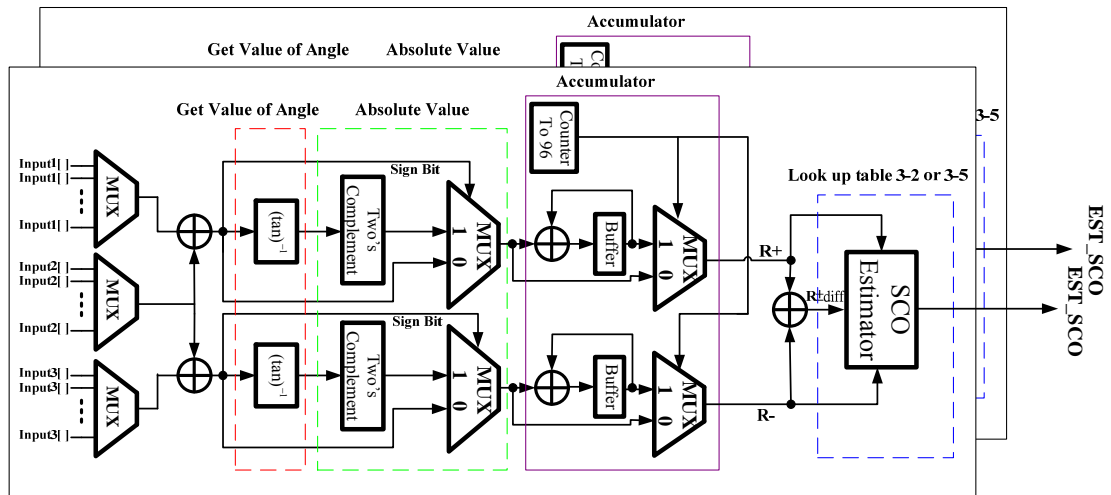 Accumulator
Get Value of Angle
Absolute Value
Accumulator
Get Value of Angle
Absolute Value
3-5
Counter
To 96
Look up table 3-2 or 3-5
Input1[ ]
Input1[ ]
Input1[ ]
MUX
Sign Bit
(tan)⁻¹
Two's
Complement
MUX
1
0
Buffer
MUX
1
0
R+
Input2[ ]
Input2[ ]
Input2[ ]
MUX
R±diff
SCO
Estimator
EST_SCO
EST_SCO
Sign Bit
Input3[ ]
Input3[ ]
Input3[ ]
MUX
(tan)⁻¹
Two's
Complement
MUX
1
0
Buffer
MUX
1
0
R-